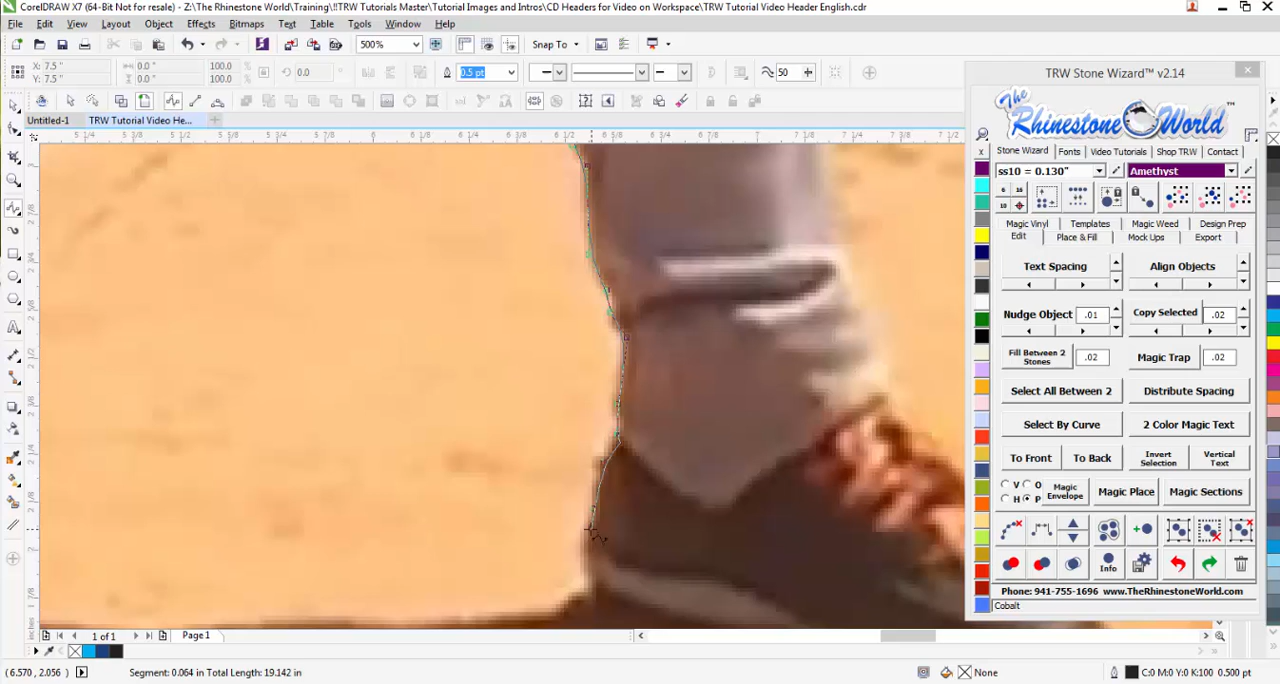 CorelDRAW X7 (64-Bit Not for resale) - Z:\The Rhinestone World\Training\!!TRW Tutorials Master\Tutorial Images and Intros\CD Headers for Video on Workspace\TRW Tutorial Video Header English.cdr
File Edit View Layout Object Effects Bitmaps Text Table Tools Window Help
500% Snap To
X: 7.5 " 0.0 " 100.0
Y: 7.5 " 0.0 " 100.0
0.0 0.5 pt 50
Untitled-1 TRW Tutorial Video He...
TRW Stone Wizard™ v2.14
The Rhinestone World™
Stone Wizard Fonts Video Tutorials Shop TRW Contact
ss10 = 0.130" Amethyst
Magic Vinyl Templates Magic Weed Design Prep
Edit Place & Fill Mock Ups Export
Text Spacing Align Objects
Nudge Object .01 Copy Selected .02
Fill Between 2 Stones .02 Magic Trap .02
Select All Between 2 Distribute Spacing
Select By Curve 2 Color Magic Text
To Front To Back Invert Selection Vertical Text
V O H P Magic Envelope Magic Place Magic Sections
Info
Phone: 941-755-1696 www.TheRhinestoneWorld.com
Cobalt
1 of 1 Page 1
(6.570, 2.056) Segment: 0.064 in Total Length: 19.142 in None C:0 M:0 Y:0 K:100 0.500 pt